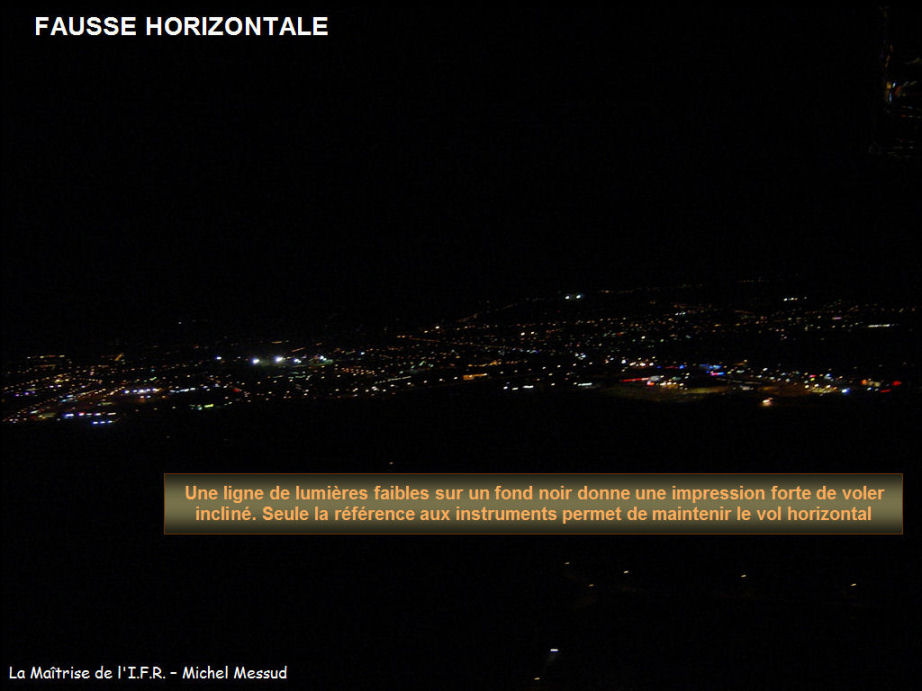 FAUSSE HORIZONTALE
Une ligne de lumières faibles sur un fond noir donne une impression forte de voler
incliné. Seule la référence aux instruments permet de maintenir le vol horizontal
La Maîtrise de l'I.F.R. – Michel Messud